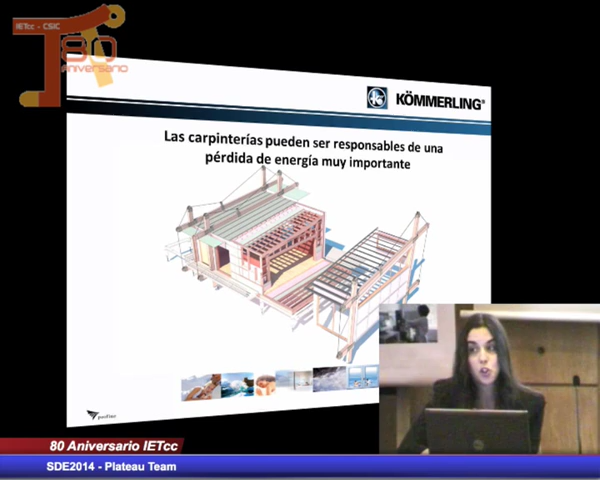 IETcc - CSIC
80
ANIVERSARIO
KÖMMERLING®
Las carpinterías pueden ser responsables de una
pérdida de energía muy importante
80 Aniversario IETcc
SDE2014 - Plateau Team